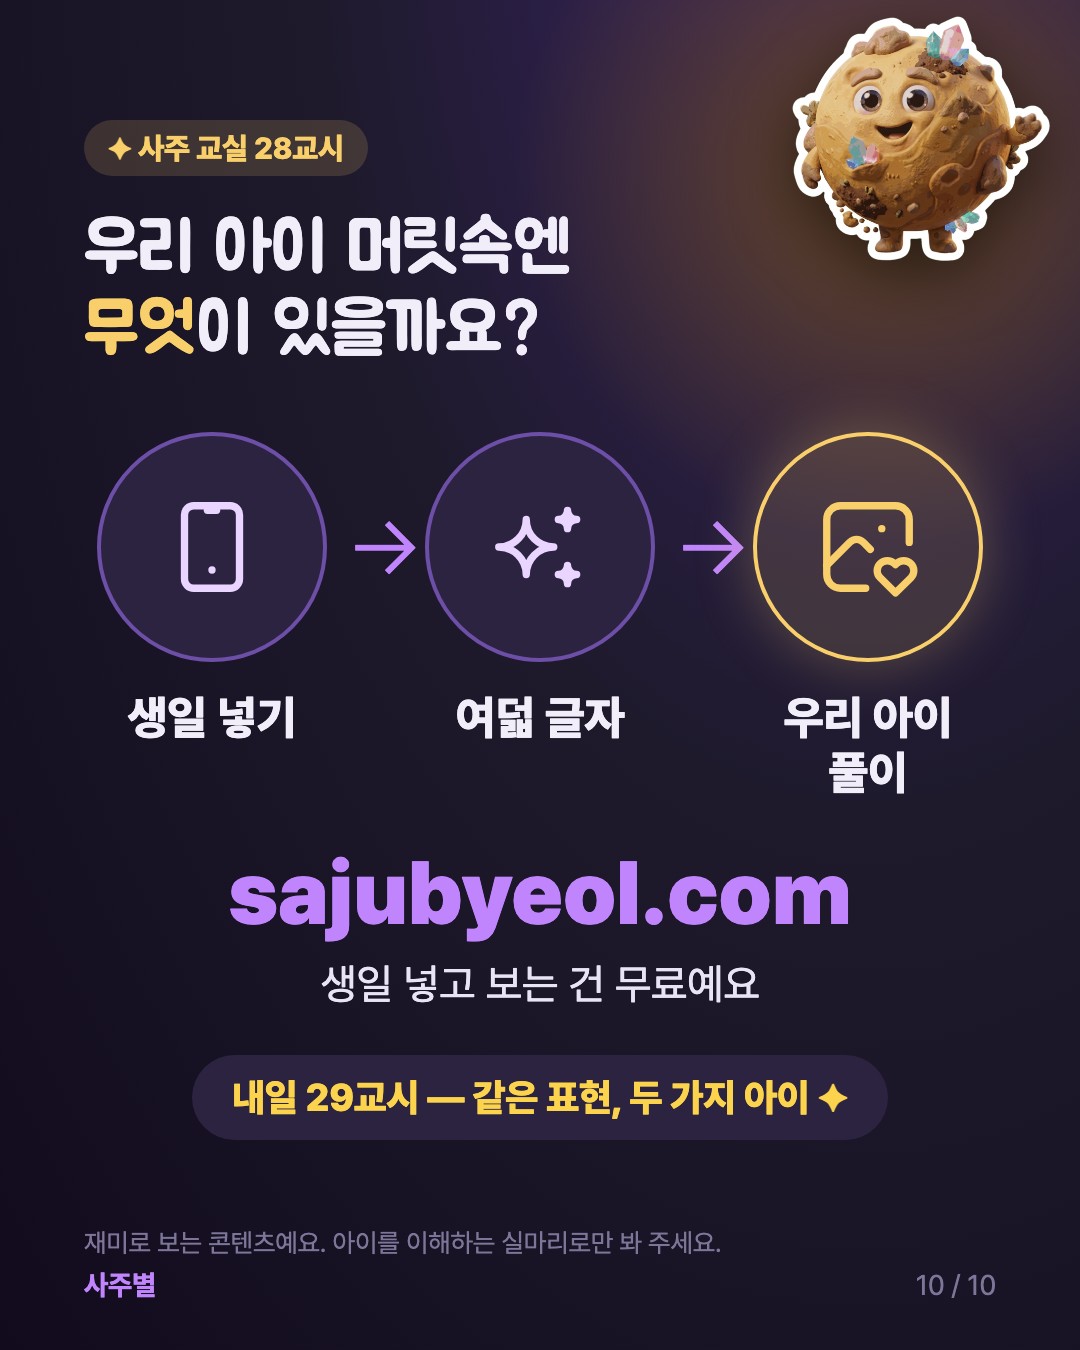 ✦ 사주 교실 28교시
우리 아이 머릿속엔
무엇이 있을까요?
생일 넣기
여덟 글자
우리 아이
풀이
sajubyeol.com
생일 넣고 보는 건 무료예요
내일 29교시 — 같은 표현, 두 가지 아이 ✦
재미로 보는 콘텐츠예요. 아이를 이해하는 실마리로만 봐 주세요.
사주별
10 / 10